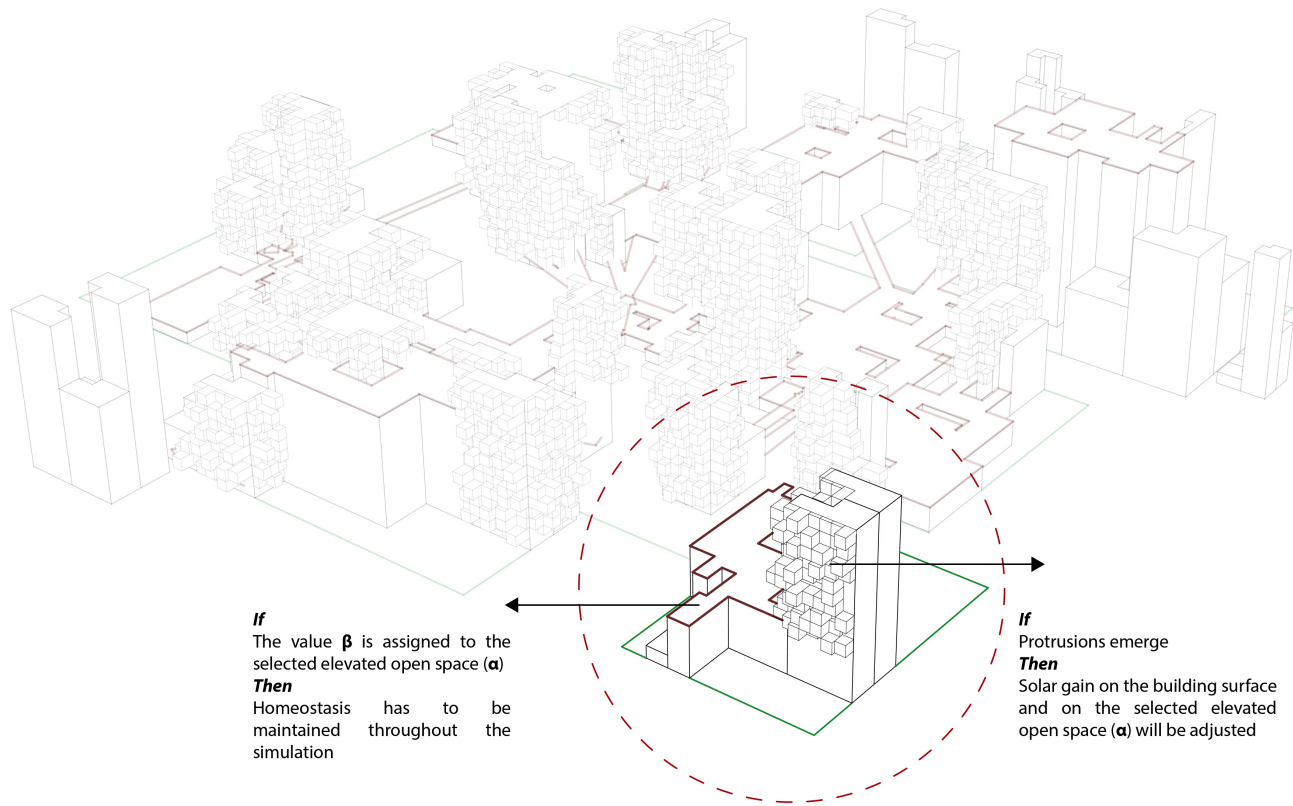 If
The value β is assigned to the
selected elevated open space (α)
Then
Homeostasis has to be
maintained throughout the
simulation
If
Protrusions emerge
Then
Solar gain on the building surface
and on the selected elevated
open space (α) will be adjusted